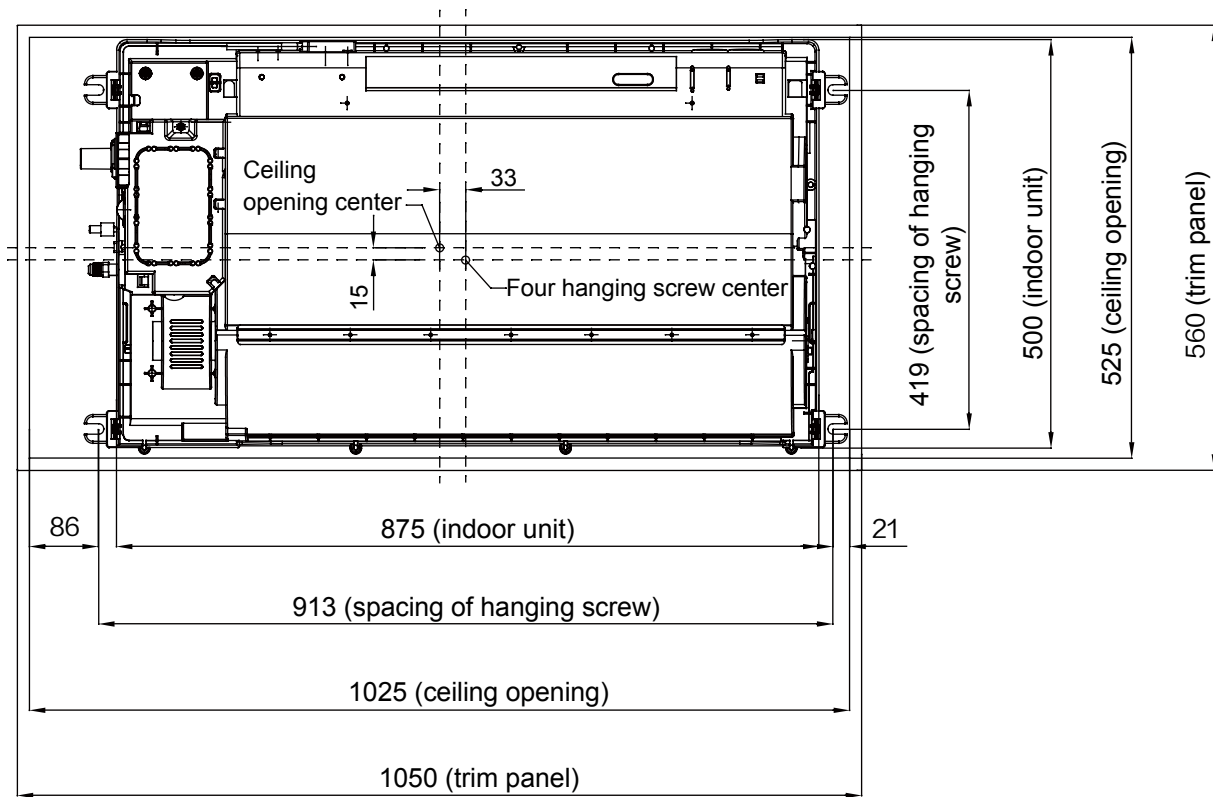 Ceiling
opening center
33
15
Four hanging screw center
419 (spacing of hanging
screw)
500 (indoor unit)
525 (ceiling opening)
560 (trim panel)
86
875 (indoor unit)
21
913 (spacing of hanging screw)
1025 (ceiling opening)
1050 (trim panel)